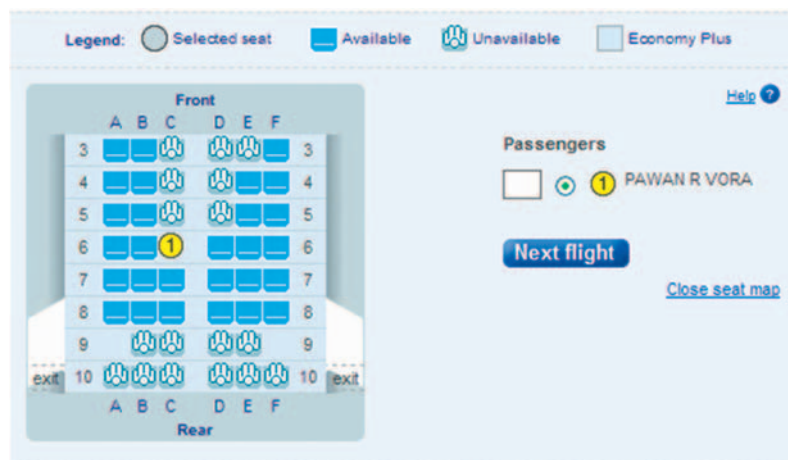 Legend: Selected seat Available Unavailable Economy Plus
Help ?
Front
A B C D E F
3 3
4 4
5 5
6 1 6
7 7
8 8
9 9
exit 10 10 exit
A B C D E F
Rear
Passengers
1 PAWAN R VORA
Next flight
Close seat map